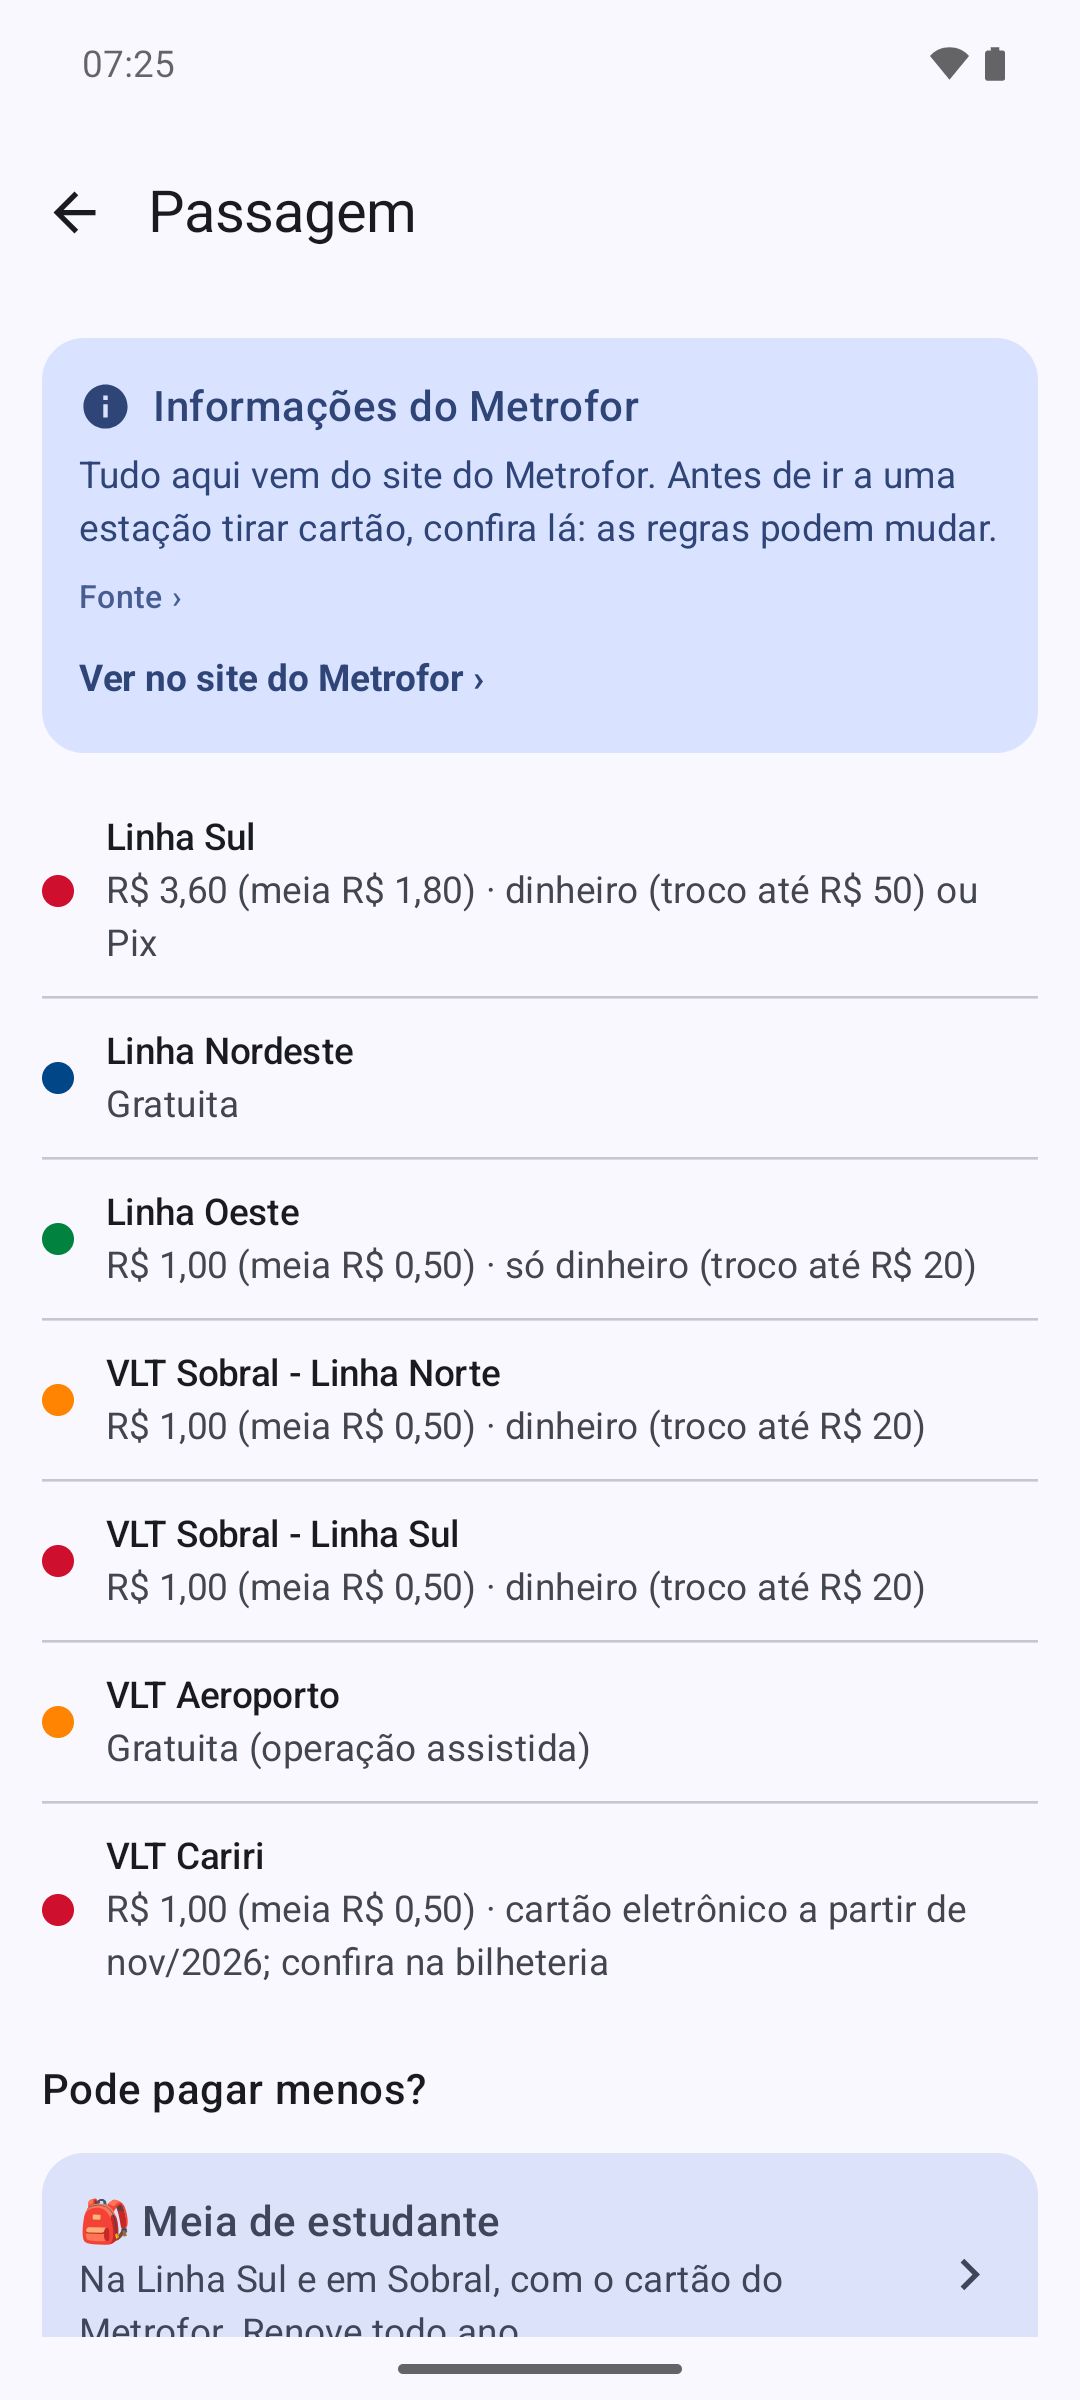 07:25
Passagem
Informações do Metrofor
Tudo aqui vem do site do Metrofor. Antes de ir a uma
estação tirar cartão, confira lá: as regras podem mudar.
Fonte ›
Ver no site do Metrofor ›
Linha Sul
R$ 3,60 (meia R$ 1,80) · dinheiro (troco até R$ 50) ou
Pix
Linha Nordeste
Gratuita
Linha Oeste
R$ 1,00 (meia R$ 0,50) · só dinheiro (troco até R$ 20)
VLT Sobral - Linha Norte
R$ 1,00 (meia R$ 0,50) · dinheiro (troco até R$ 20)
VLT Sobral - Linha Sul
R$ 1,00 (meia R$ 0,50) · dinheiro (troco até R$ 20)
VLT Aeroporto
Gratuita (operação assistida)
VLT Cariri
R$ 1,00 (meia R$ 0,50) · cartão eletrônico a partir de
nov/2026; confira na bilheteria
Pode pagar menos?
🎒 Meia de estudante
Na Linha Sul e em Sobral, com o cartão do
Metrofor. Renove todo ano